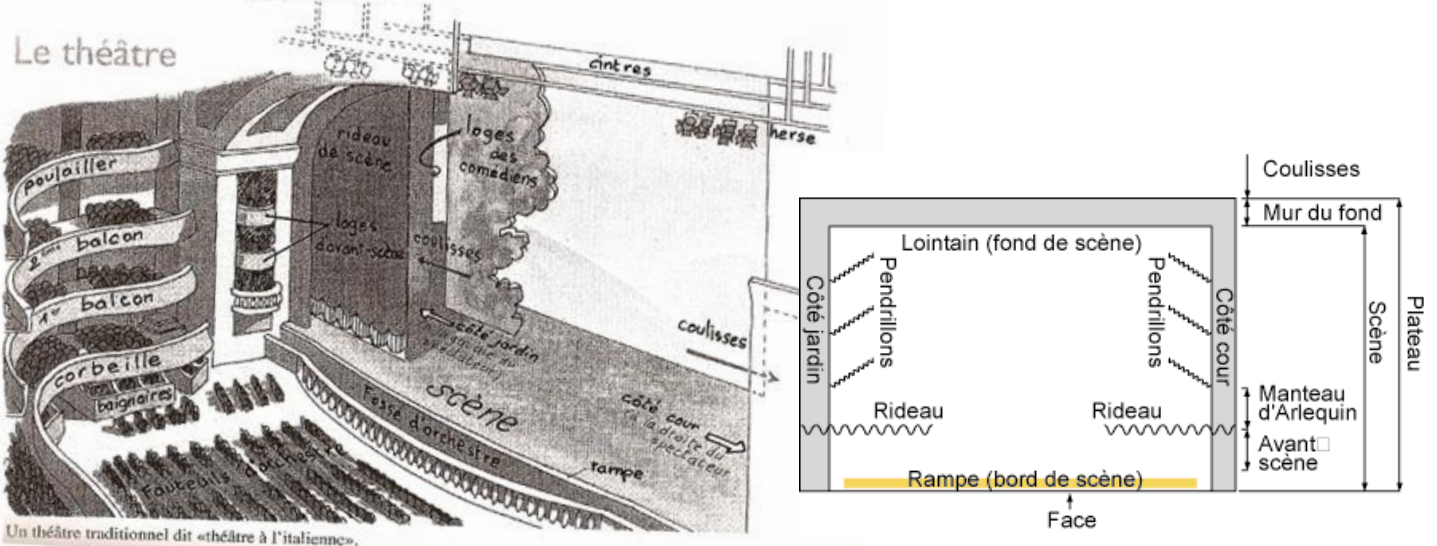 Le théâtre
cintres
herse
rideau
de scène
loges
des
comédiens
poulailler
2ème balcon
1er balcon
corbeille
baignoires
loges
d'avant-scène
coulisses
coulisses
côté jardin
scène
côté cour
à la droite du
spectateur
Fosse d'orchestre
rampe
Fauteuils d'orchestre
Un théâtre traditionnel dit «théâtre à l'italienne».
Coulisses
Mur du fond
Lointain (fond de scène)
Pendrillons
Pendrillons
Côté jardin
Côté cour
Scène
Plateau
Manteau
d'Arlequin
Rideau
Rideau
Avant□
scène
Rampe (bord de scène)
Face